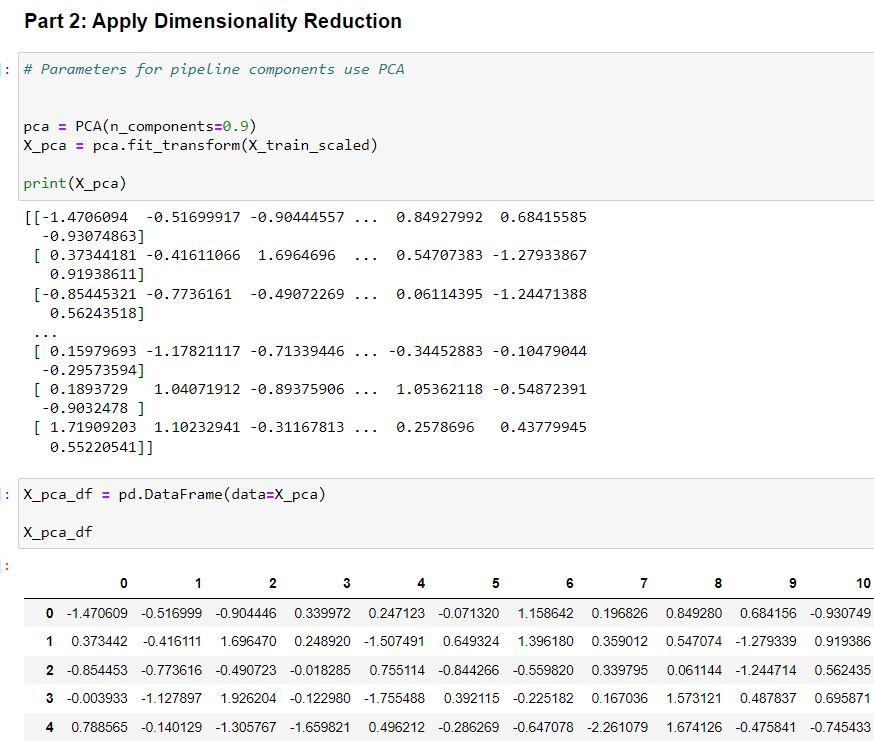 Part 2: Apply Dimensionality Reduction
]: # Parameters for pipeline components use PCA
pca = PCA(n_components=0.9)
X_pca = pca.fit_transform(X_train_scaled)
print(X_pca)
[[-1.4706094 -0.51699917 -0.90444557 ... 0.84927992 0.68415585
-0.93074863]
[ 0.37344181 -0.41611066 1.6964696 ... 0.54707383 -1.27933867
0.91938611]
[-0.85445321 -0.7736161 -0.49072269 ... 0.06114395 -1.24471388
0.56243518]
...
[ 0.15979693 -1.17821117 -0.71339446 ... -0.34452883 -0.10479044
-0.29573594]
[ 0.1893729 1.04071912 -0.89375906 ... 1.05362118 -0.54872391
-0.9032478 ]
[ 1.71909203 1.10232941 -0.31167813 ... 0.2578696 0.43779945
0.55220541]]
]: X_pca_df = pd.DataFrame(data=X_pca)
X_pca_df
]:
0 1 2 3 4 5 6 7 8 9 10
0 -1.470609 -0.516999 -0.904446 0.339972 0.247123 -0.071320 1.158642 0.196826 0.849280 0.684156 -0.930749
1 0.373442 -0.416111 1.696470 0.248920 -1.507491 0.649324 1.396180 0.359012 0.547074 -1.279339 0.919386
2 -0.854453 -0.773616 -0.490723 -0.018285 0.755114 -0.844266 -0.559820 0.339795 0.061144 -1.244714 0.562435
3 -0.003933 -1.127897 1.926204 -0.122980 -1.755488 0.392115 -0.225182 0.167036 1.573121 0.487837 0.695871
4 0.788565 -0.140129 -1.305767 -1.659821 0.496212 -0.286269 -0.647078 -2.261079 1.674126 -0.475841 -0.745433